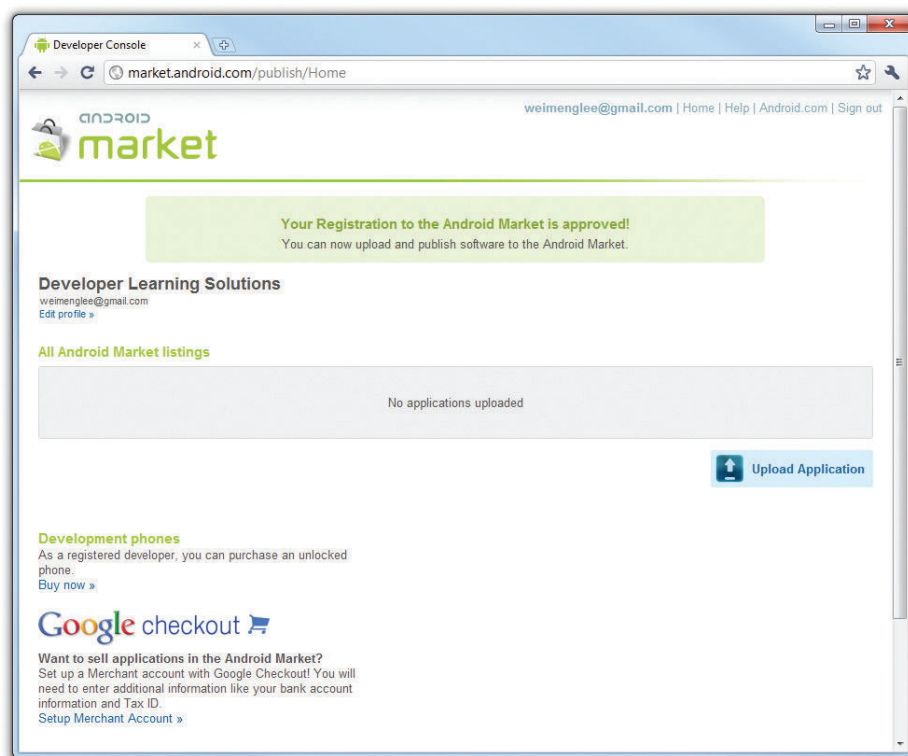 Developer Console
market.android.com/publish/Home
weimenglee@gmail.com | Home | Help | Android.com | Sign out
android
market
Your Registration to the Android Market is approved!
You can now upload and publish software to the Android Market.
Developer Learning Solutions
weimenglee@gmail.com
Edit profile »
All Android Market listings
No applications uploaded
Upload Application
Development phones
As a registered developer, you can purchase an unlocked
phone.
Buy now »
Google checkout
Want to sell applications in the Android Market?
Set up a Merchant account with Google Checkout! You will
need to enter additional information like your bank account
information and Tax ID.
Setup Merchant Account »